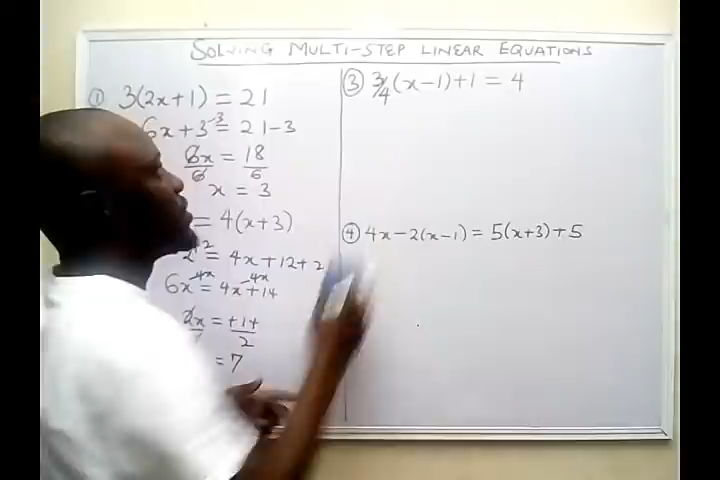 SOLVING MULTI-STEP LINEAR EQUATIONS
① 3(2x+1) = 21
6x + 3 -3 = 21-3
6x/6 = 18/6
x = 3
= 4(x+3)
+2 = 4x+12+2
6x -4x = 4x -4x +14
2x = +14/2
= 7
③ 3/4(x-1)+1 = 4
④ 4x-2(x-1) = 5(x+3)+5